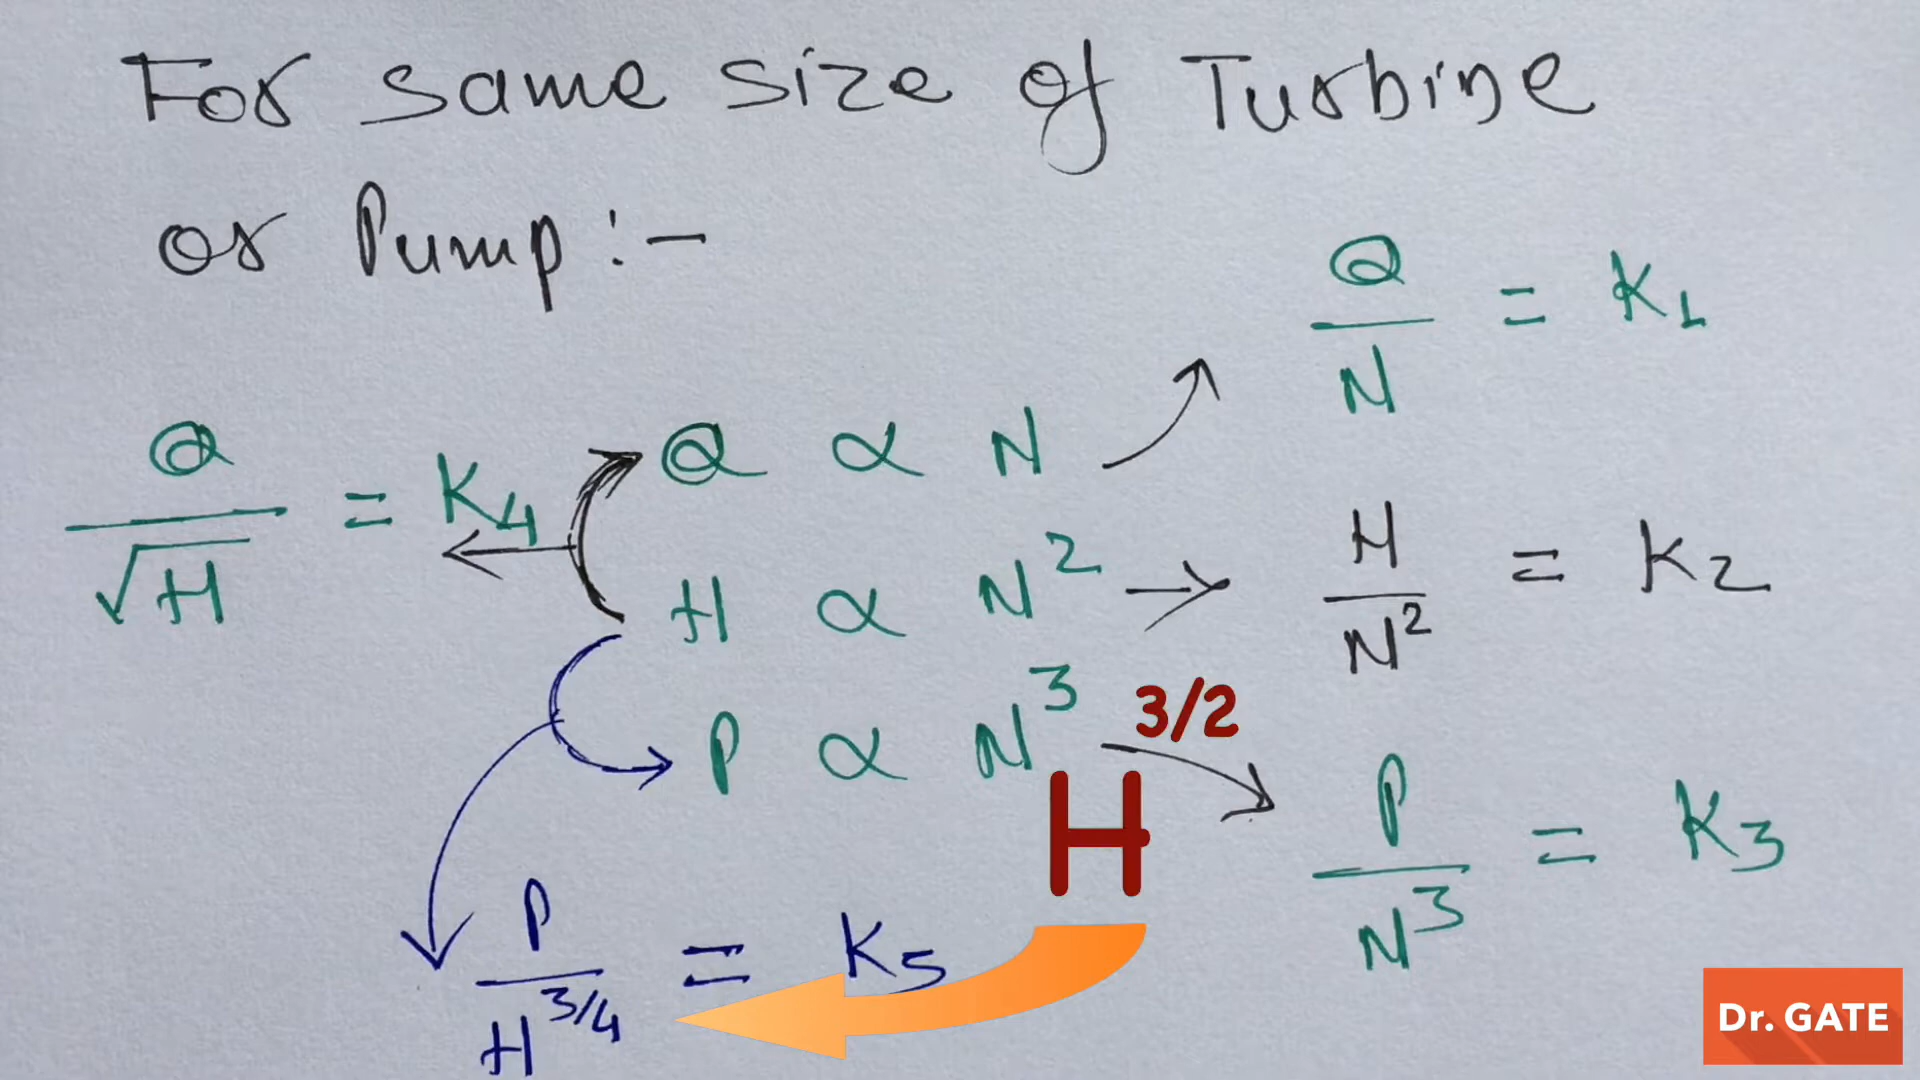 For same size of Turbine
or Pump :-
Q/N = K1
Q/√H = K4
Q ∝ N
H ∝ N²
H/N² = K2
P ∝ N³
3/2
H
P/N³ = K3
P/H^3/4 = K5
Dr. GATE